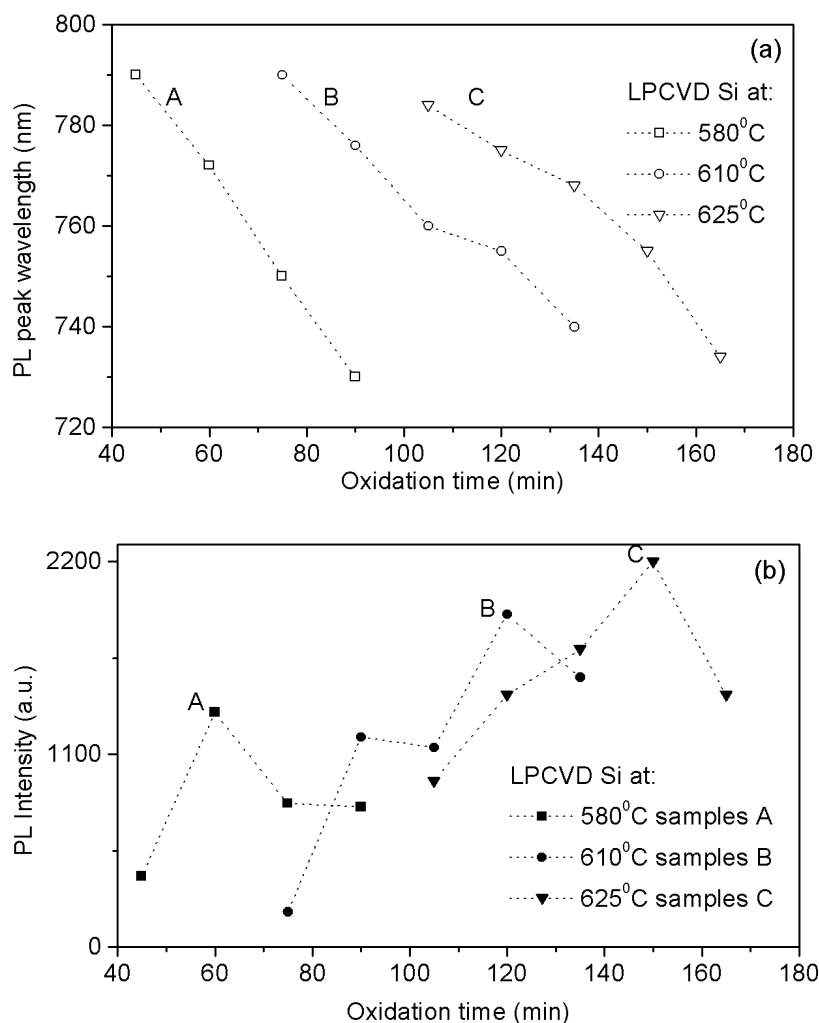 800
(a)
A
B
C
LPCVD Si at:
780
580⁰C
610⁰C
760
625⁰C
740
720
PL peak wavelength (nm)
40 60 80 100 120 140 160 180
Oxidation time (min)
2200
C
(b)
B
A
1100
LPCVD Si at:
580⁰C samples A
610⁰C samples B
625⁰C samples C
0
PL Intensity (a.u.)
40 60 80 100 120 140 160 180
Oxidation time (min)